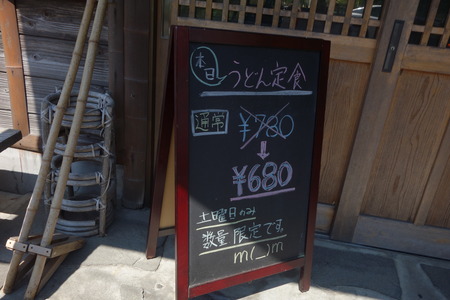 本日 うどん定食
通常 ¥780
↓
¥680
土曜日のみ
数量限定です。
m(_)m